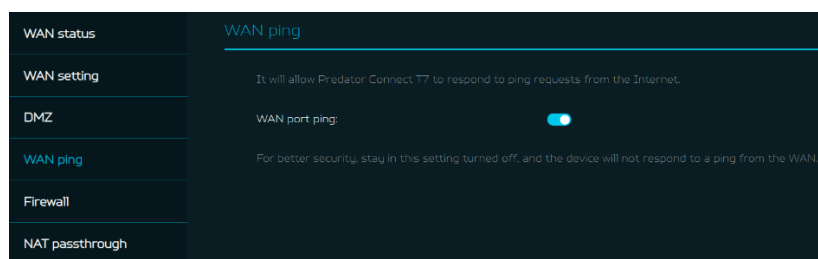 WAN status
WAN ping
WAN setting
It will allow Predator Connect T7 to respond to ping requests from the Internet.
DMZ
WAN port ping:
WAN ping
For better security, stay in this setting turned off, and the device will not respond to a ping from the WAN.
Firewall
NAT passthrough